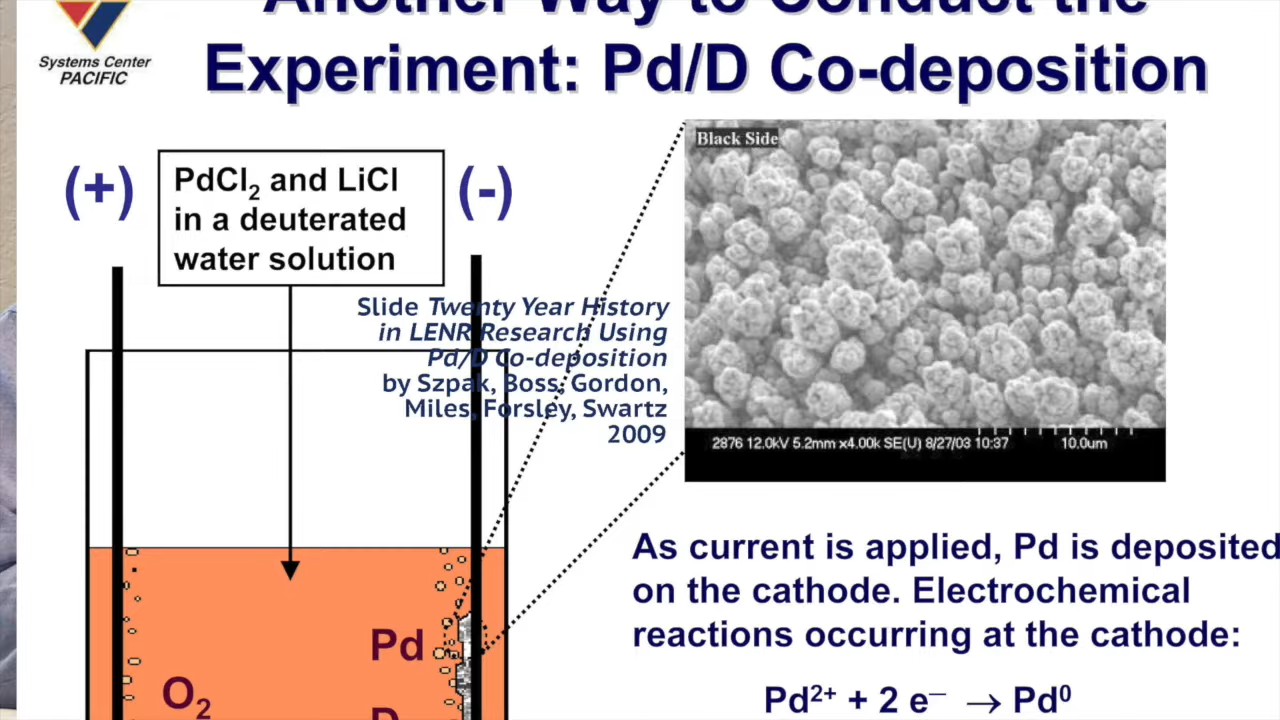 Another Way to Conduct the
Experiment: Pd/D Co-deposition
Systems Center
PACIFIC
(+)
PdCl₂ and LiCl
in a deuterated
water solution
(-)
Black Side
Slide Twenty Year History
in LENR Research Using
Pd/D Co-deposition
by Szpak, Boss, Gordon,
Miles, Forsley, Swartz
2009
2876 12.0kV 5.2mm x4.00k SE(U) 8/27/03 10:37
10.0um
As current is applied, Pd is deposited
on the cathode. Electrochemical
reactions occurring at the cathode:
Pd
O₂
D
Pd²⁺ + 2 e⁻ → Pd⁰